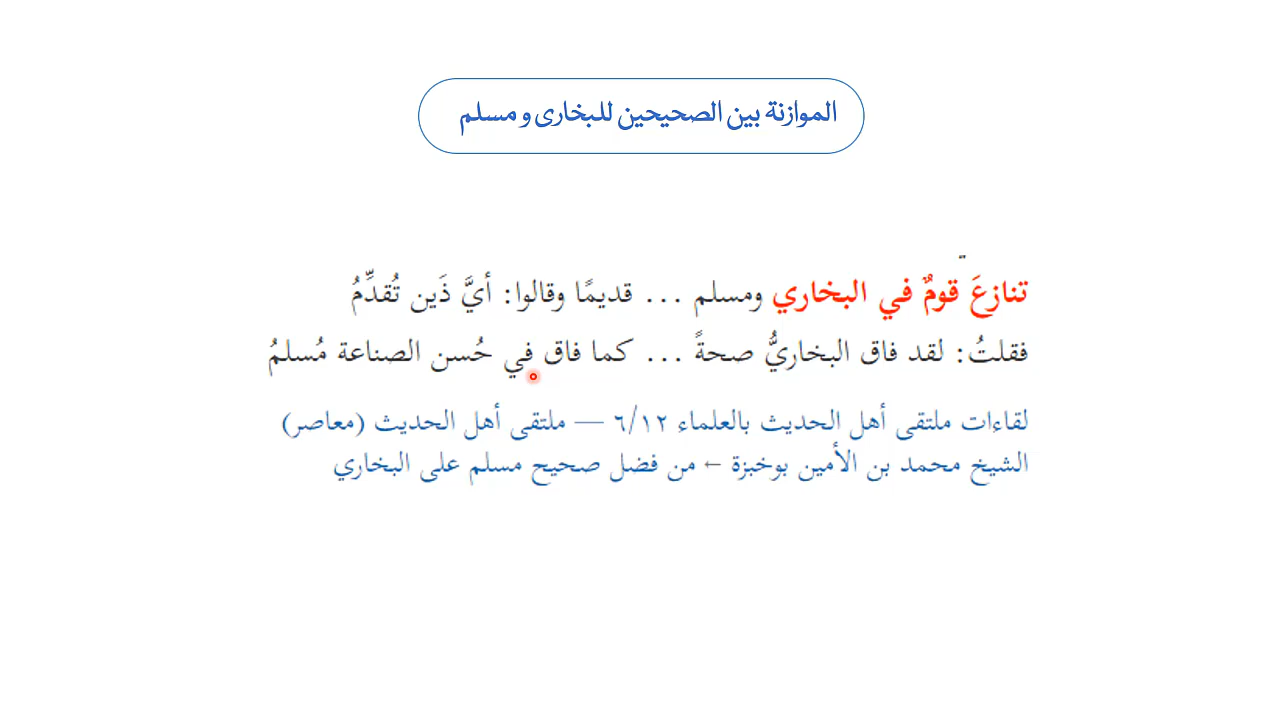 الموازنة بين الصحيحين للبخارى و مسلم
تنازعَ قومٌ في البخاري ومسلم ... قديمًا وقالوا: أيَّ ذَين تُقدِّمُ
فقلتُ: لقد فاق البخاريُّ صحةً ... كما فاق في حُسن الصناعة مُسلمُ
لقاءات ملتقى أهل الحديث بالعلماء ٦/١٢ — ملتقى أهل الحديث (معاصر)
الشيخ محمد بن الأمين بوخبزة ← من فضل صحيح مسلم على البخاري